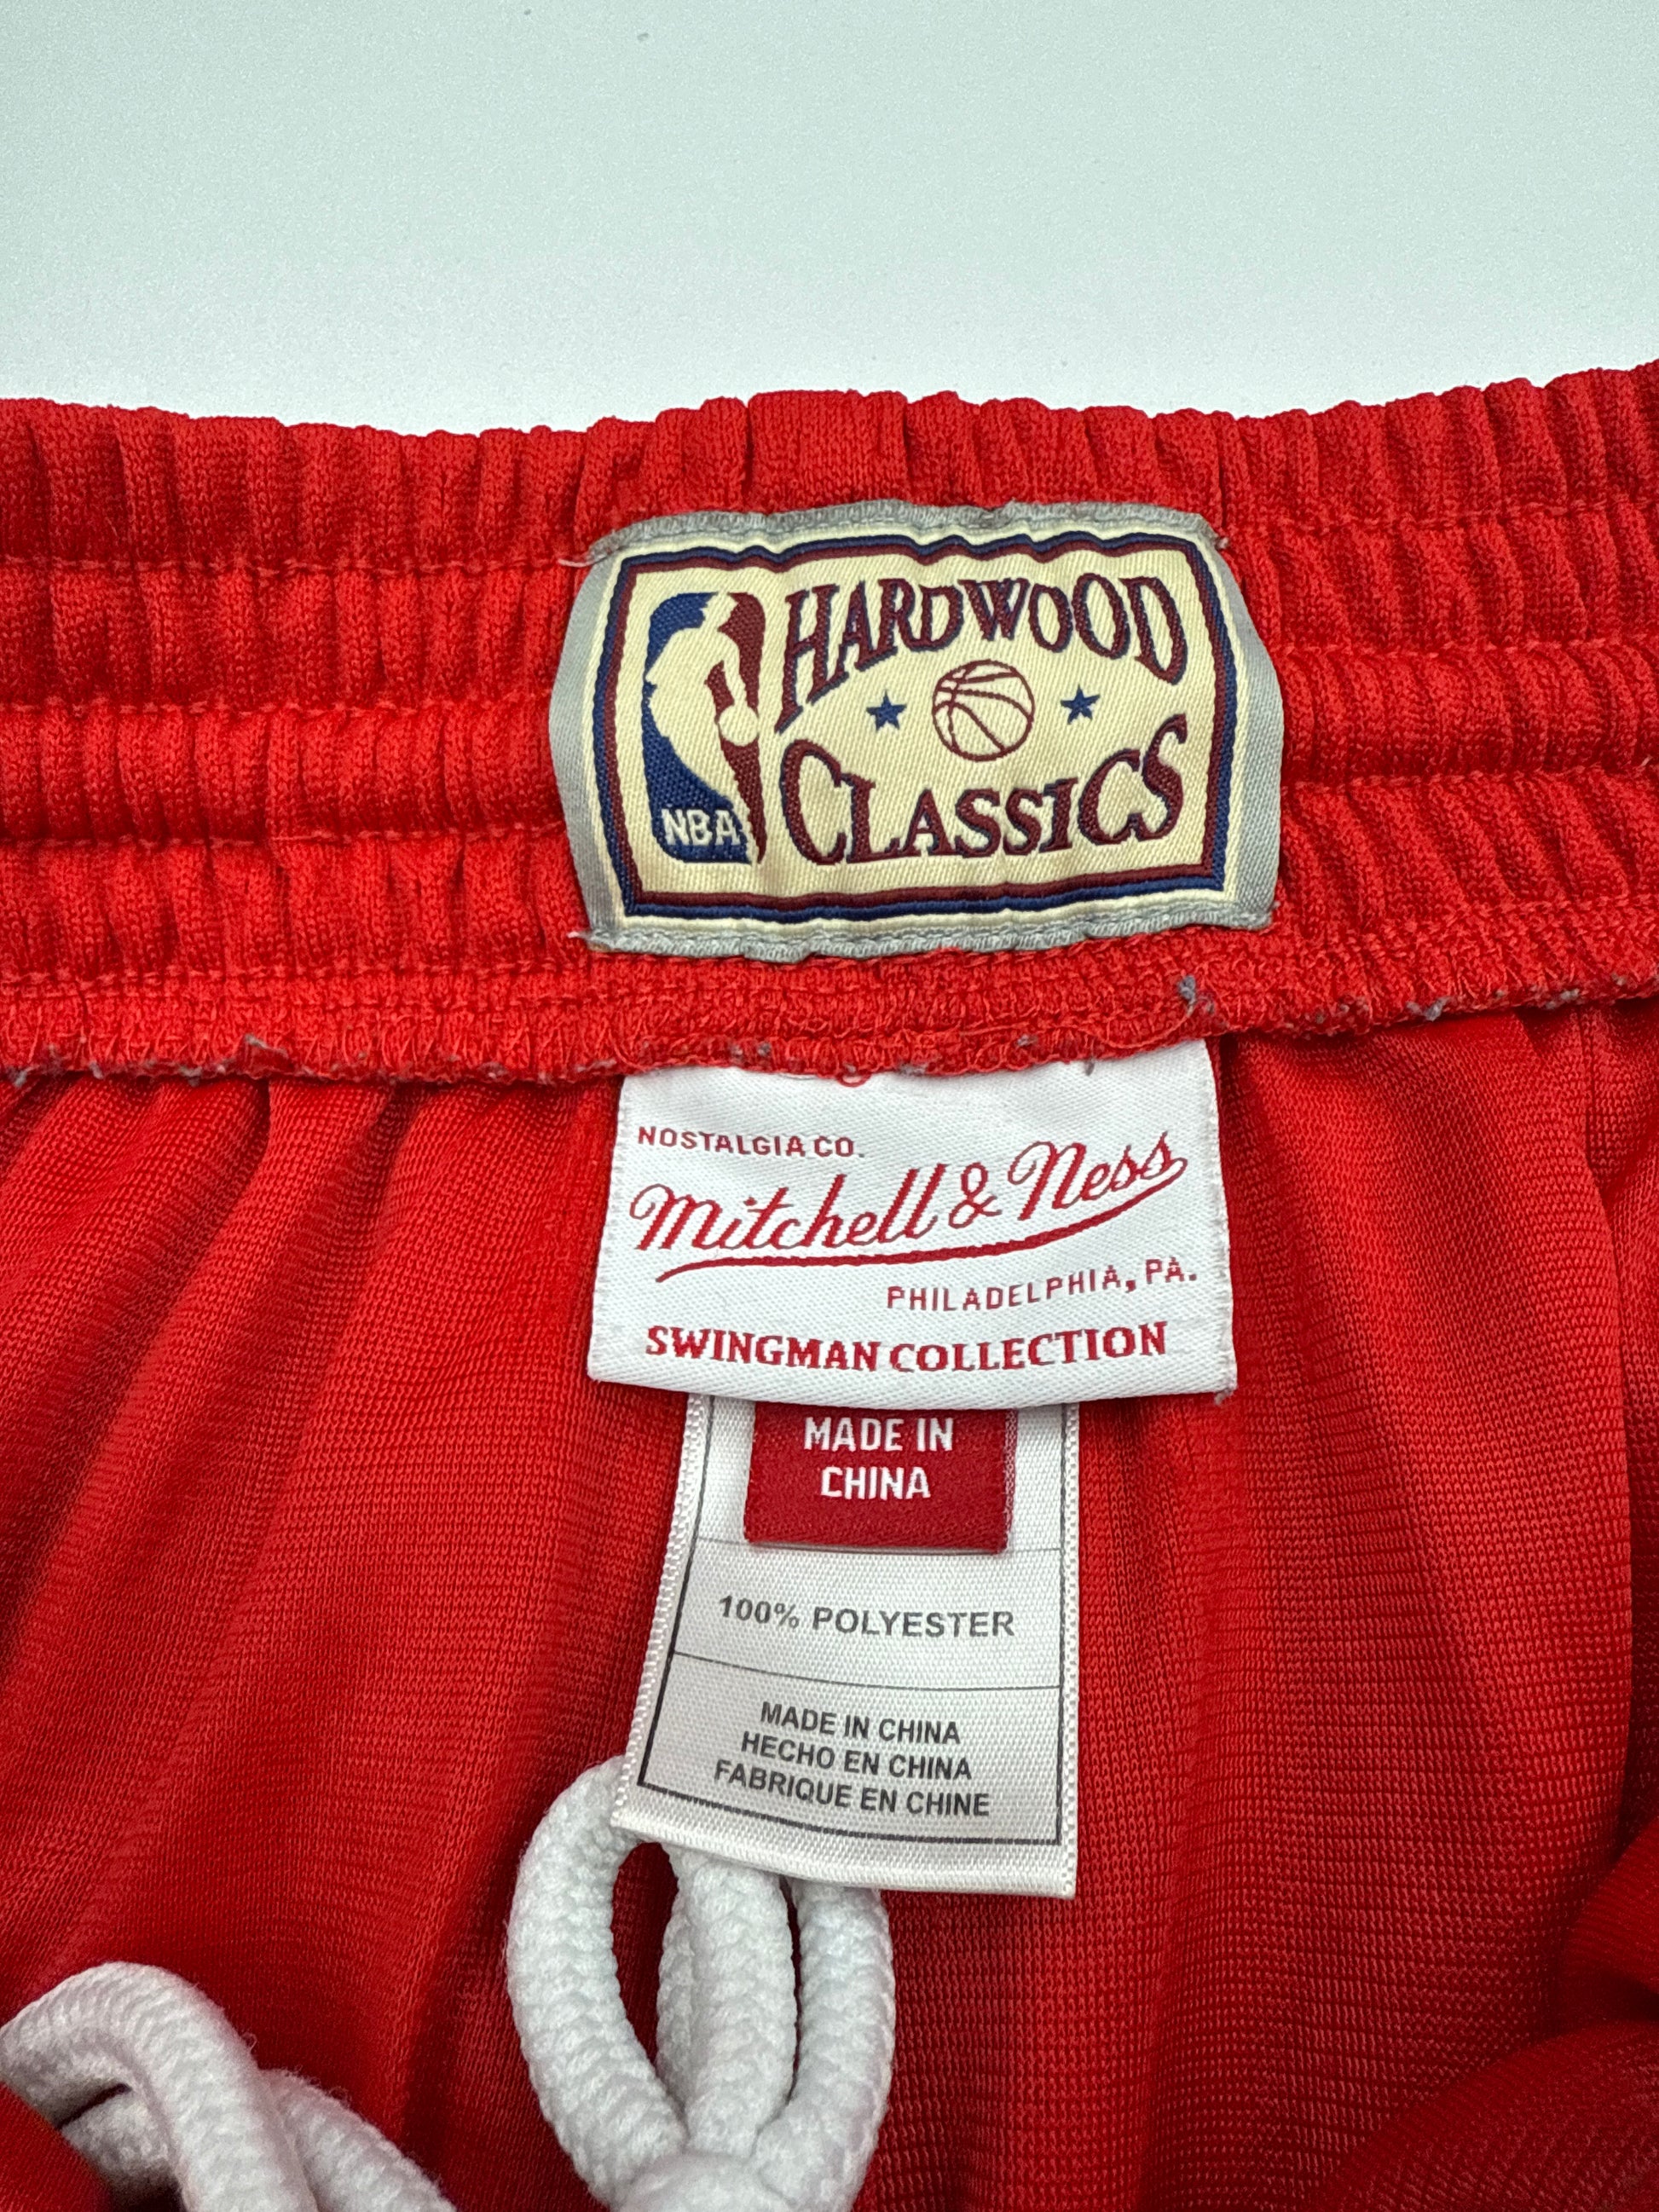 HARDWOOD
CLASSICS
NBA
NOSTALGIA CO.
Mitchell & Ness
PHILADELPHIA, PA.
SWINGMAN COLLECTION
MADE IN
CHINA
100% POLYESTER
MADE IN CHINA
HECHO EN CHINA
FABRIQUE EN CHINE